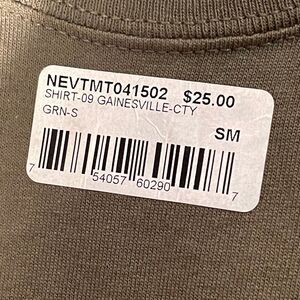 NEVTMT041502 $25.00
SHIRT-09 GAINESVILLE-CTY
GRN-S
SM
7 54057 60290 7